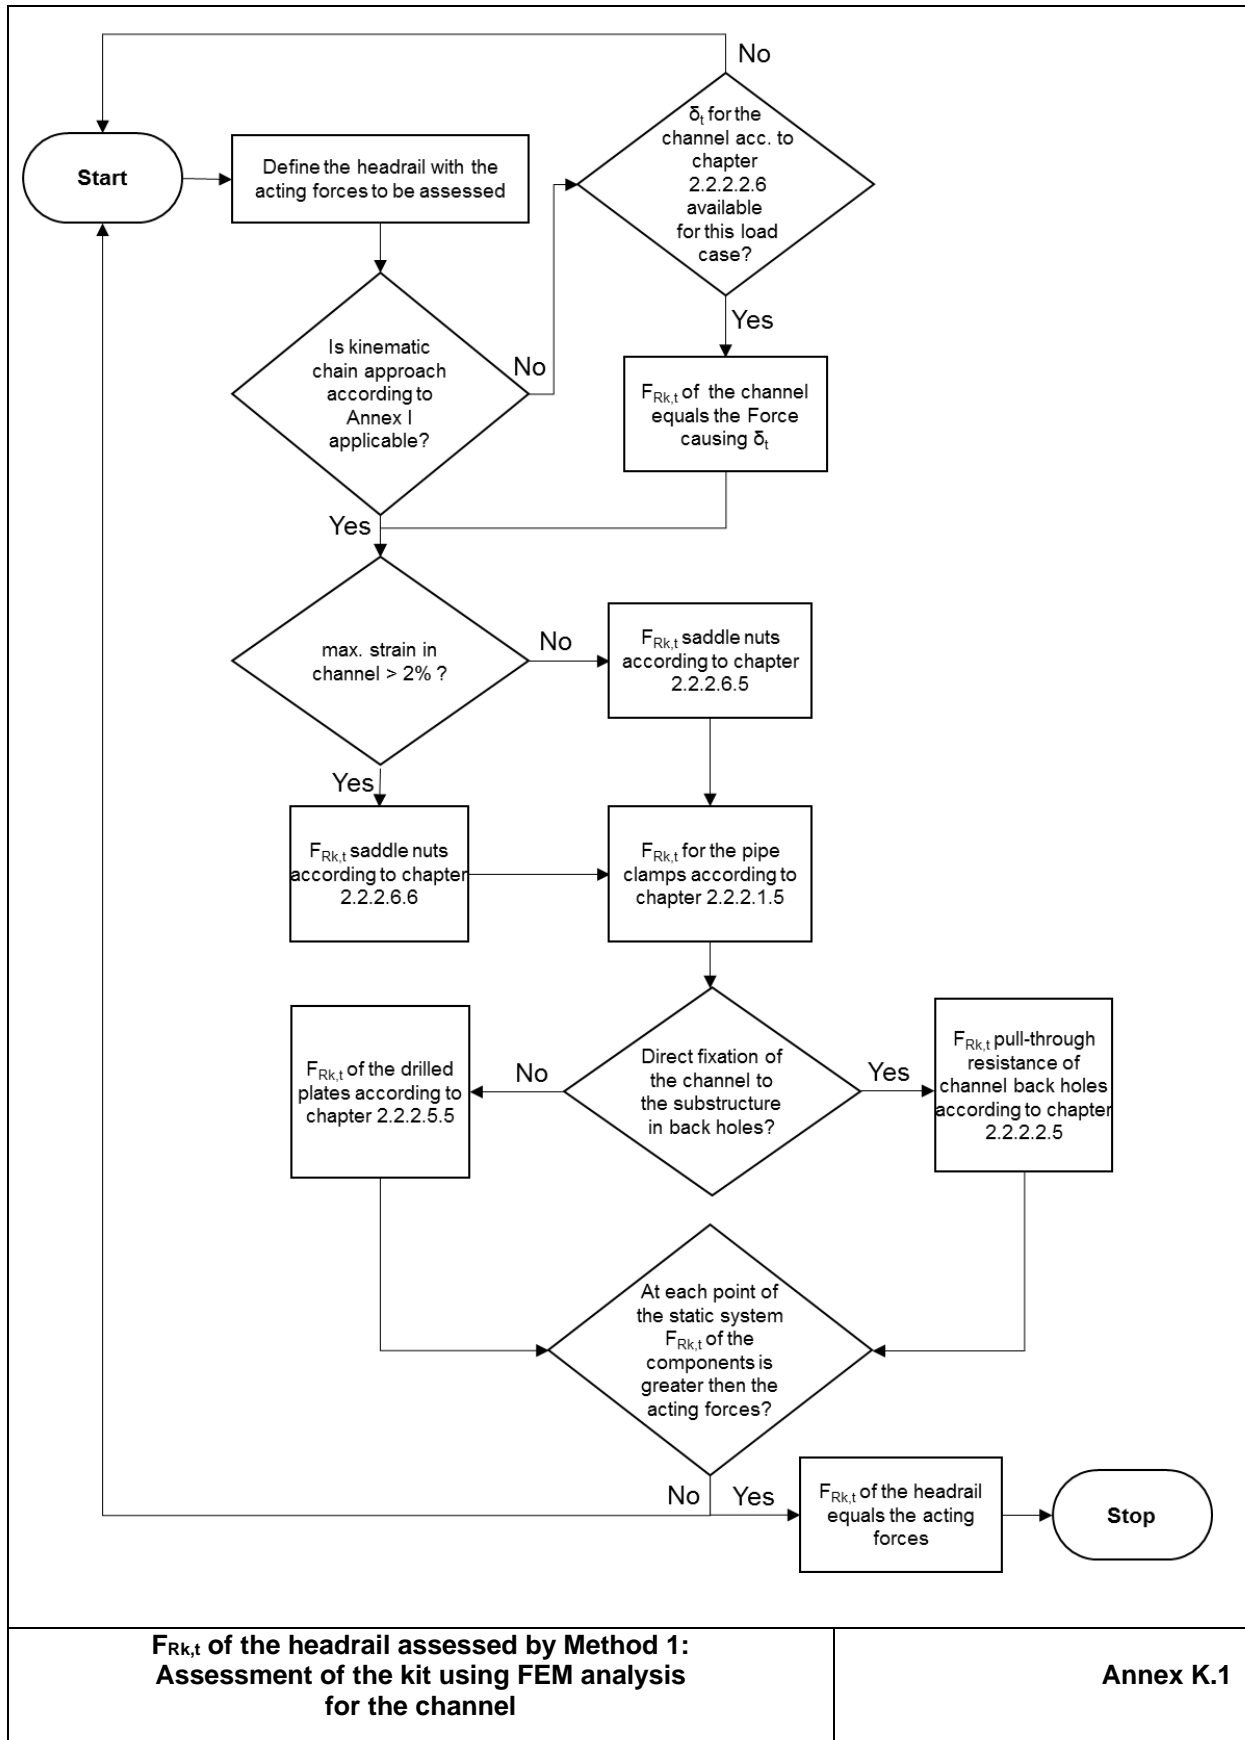 No
δt for the
channel acc. to
chapter
2.2.2.2.6
available
for this load
case?
Start
Define the headrail with the
acting forces to be assessed
Yes
Is kinematic
chain approach
according to
Annex I
applicable?
No
FRk,t of the channel
equals the Force
causing δt
Yes
max. strain in
channel > 2% ?
No
FRk,t saddle nuts
according to chapter
2.2.2.6.5
Yes
FRk,t saddle nuts
according to chapter
2.2.2.6.6
FRk,t for the pipe
clamps according to
chapter 2.2.2.1.5
Direct fixation of
the channel to
the substructure
in back holes?
No
Yes
FRk,t of the drilled
plates according to
chapter 2.2.2.5.5
FRk,t pull-through
resistance of
channel back holes
according to chapter
2.2.2.2.5
At each point of
the static system
FRk,t of the
components is
greater then the
acting forces?
No
Yes
FRk,t of the headrail
equals the acting
forces
Stop
FRk,t of the headrail assessed by Method 1:
Assessment of the kit using FEM analysis
for the channel
Annex K.1